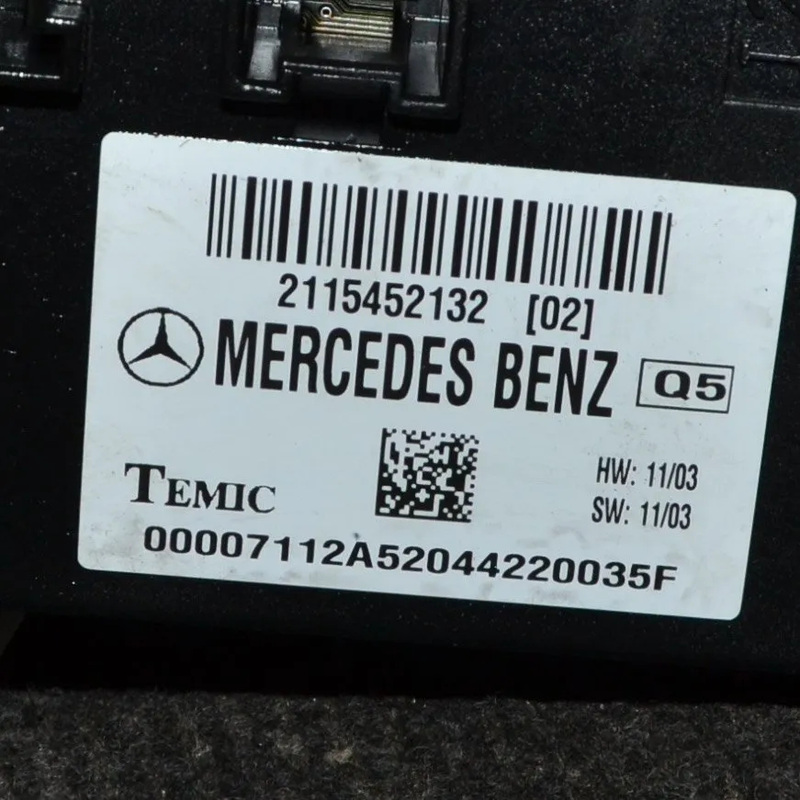 2115452132 [02]
MERCEDES BENZ Q5
TEMIC
HW: 11/03
SW: 11/03
00007112A52044220035F